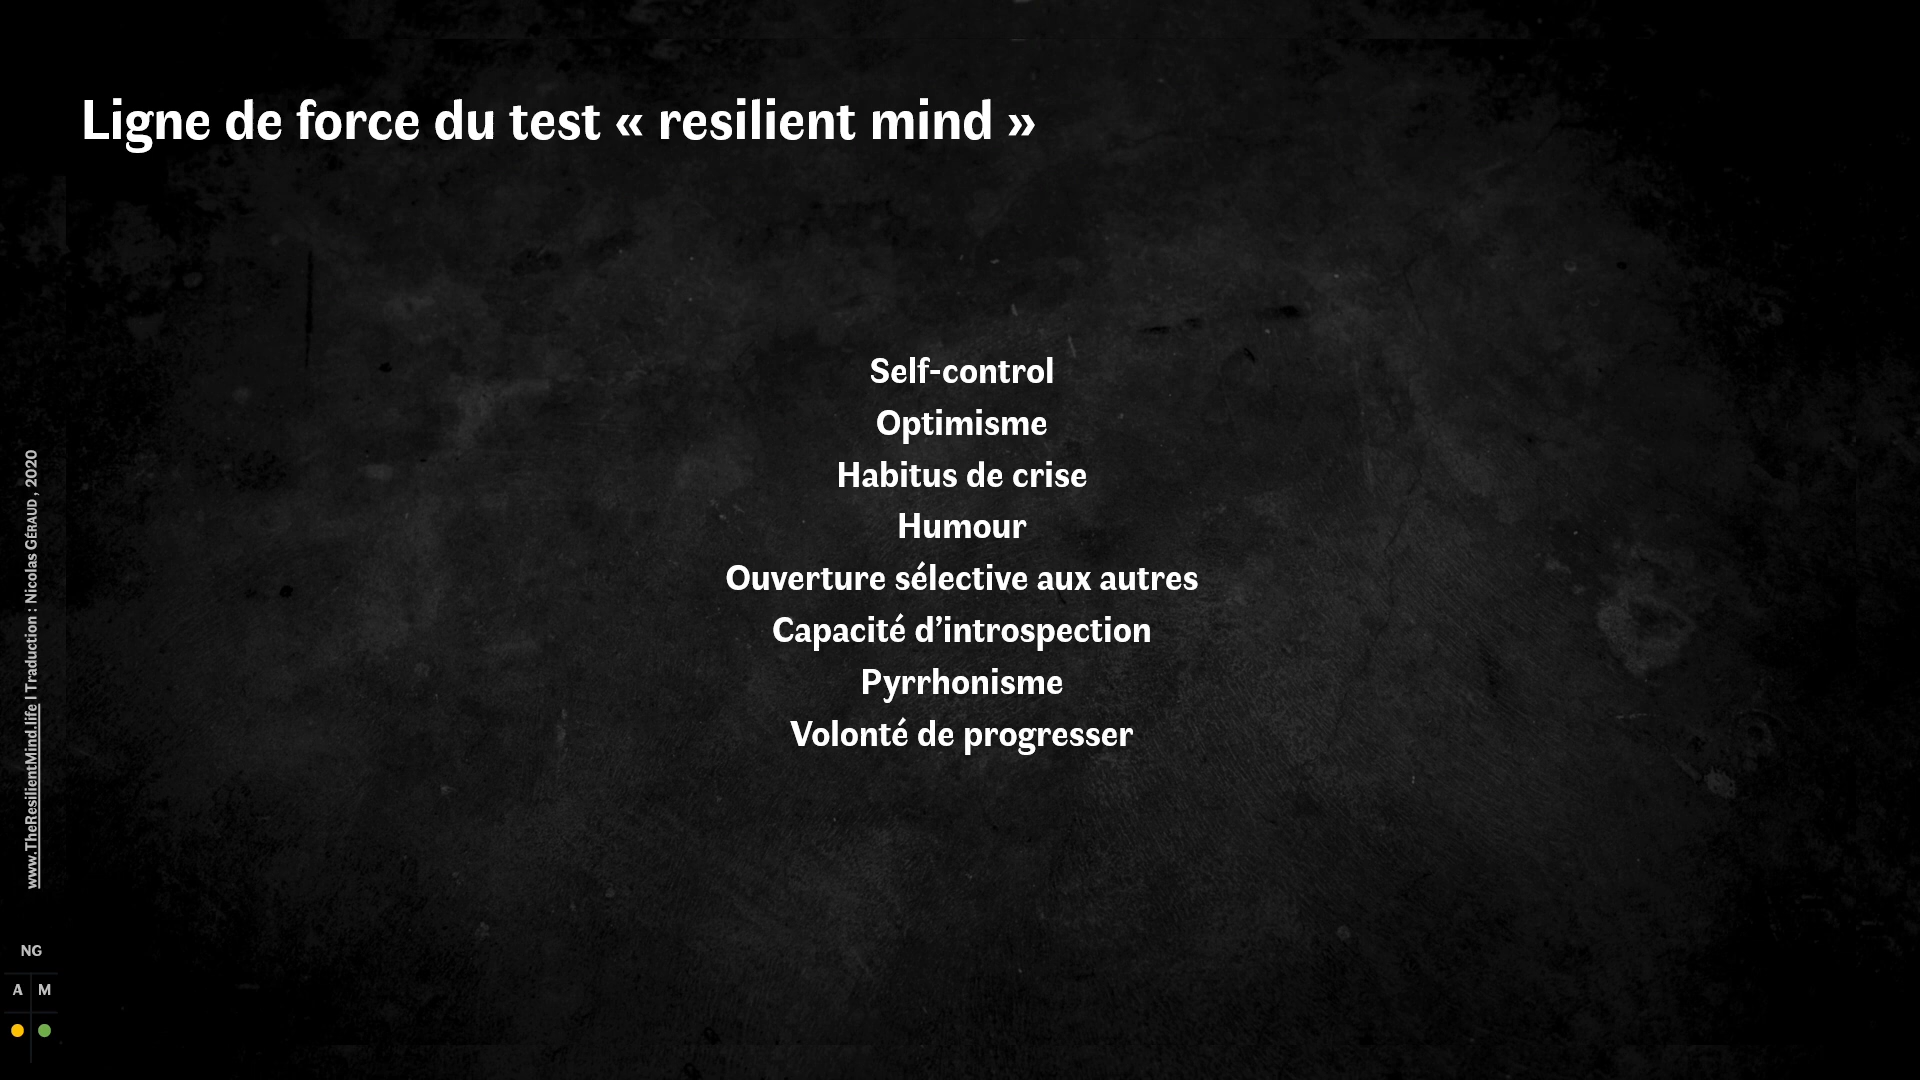 Ligne de force du test « resilient mind »
Self-control
Optimisme
Habitus de crise
Humour
Ouverture sélective aux autres
Capacité d’introspection
Pyrrhonisme
Volonté de progresser
www.TheResilientMind.life I Traduction : Nicolas GÉRAUD , 2020
NG
A M